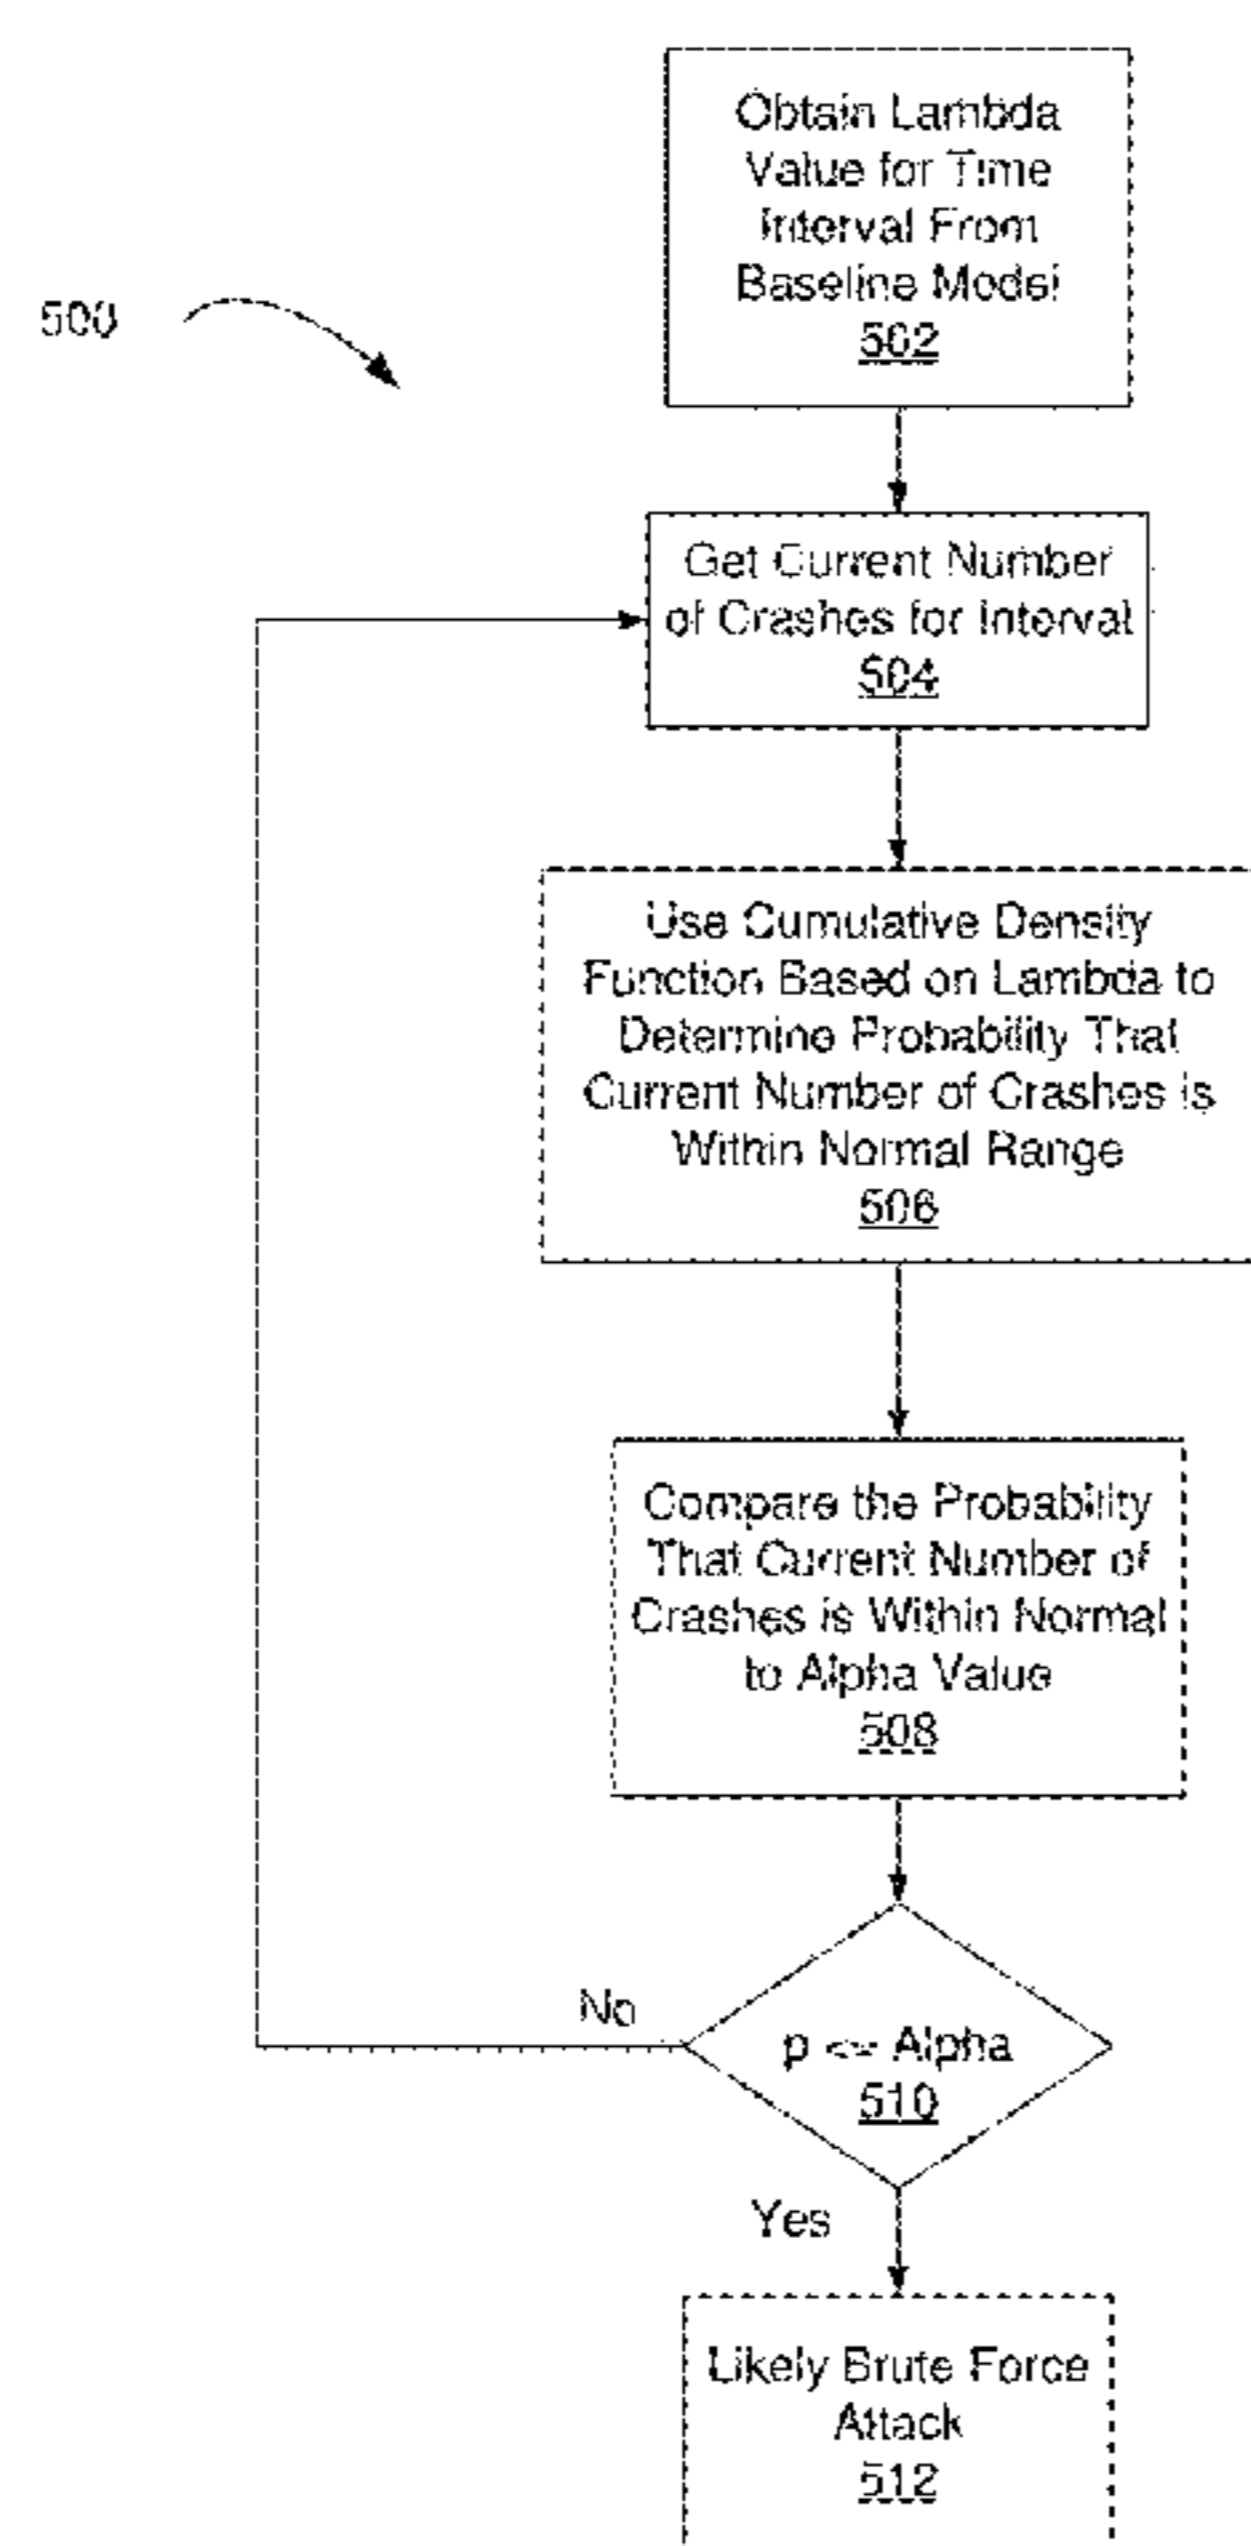 Obtain Lambda
Value for Time
Interval From
Baseline Model
502
500
Get Current Number
of Crashes for Interval
504
Use Cumulative Density
Function Based on Lambda to
Determine Probability That
Current Number of Crashes is
Within Normal Range
506
Compare the Probability
That Current Number of
Crashes is Within Normal
to Alpha Value
508
No
p <= Alpha
510
Yes
Likely Brute Force
Attack
512